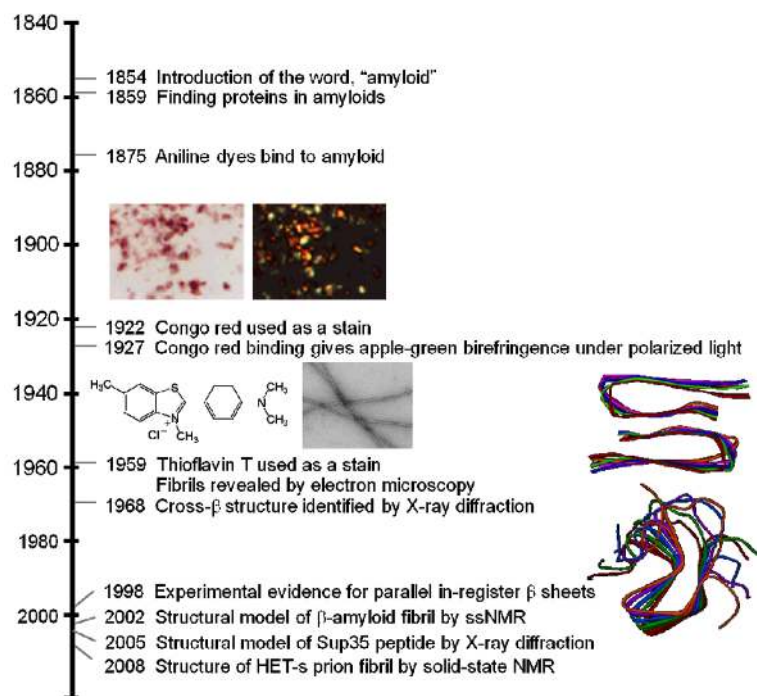 1840
1854 Introduction of the word, “amyloid”
1860
1859 Finding proteins in amyloids
1875 Aniline dyes bind to amyloid
1880
1900
1920
1922 Congo red used as a stain
1927 Congo red binding gives apple-green birefringence under polarized light
1940
H₃C
S
N
+
CH₃
Cl⁻
N
CH₃
CH₃
1960
1959 Thioflavin T used as a stain
Fibrils revealed by electron microscopy
1968 Cross-β structure identified by X-ray diffraction
1980
1998 Experimental evidence for parallel in-register β sheets
2000
2002 Structural model of β-amyloid fibril by ssNMR
2005 Structural model of Sup35 peptide by X-ray diffraction
2008 Structure of HET-s prion fibril by solid-state NMR